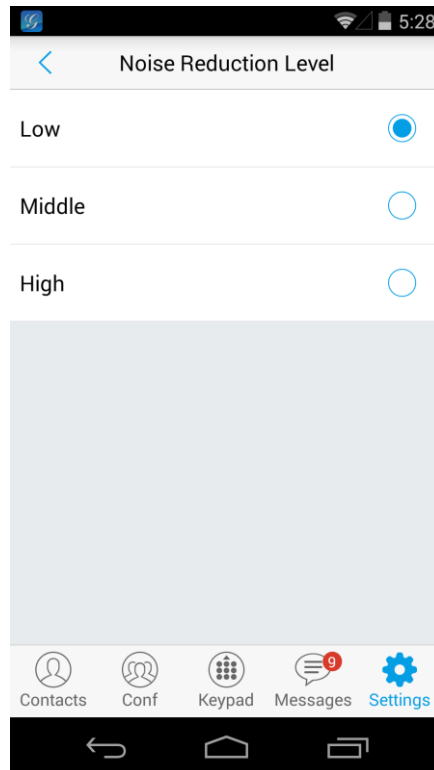 5:28
Noise Reduction Level
Low
Middle
High
9
Contacts Conf Keypad Messages Settings